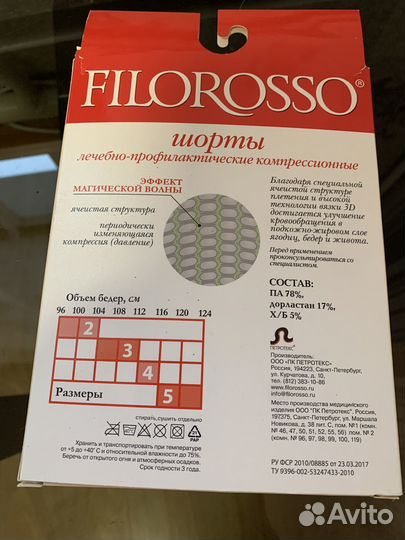 FILOROSSO®
шорты
лечебно-профилактические компрессионные
ЭФФЕКТ
МАГИЧЕСКОЙ ВОЛНЫ
ячеистая структура
периодически
изменяющаяся
компрессия (давление)
Благодаря специальной
ячеистой структуре
плетения и высокой
технологии вязки 3D
достигается улучшение
кровообращения в
подкожно-жировом слое
ягодиц, бедер и живота.
Перед применением
проконсультироваться со
специалистом.
Объем бедер, см
96 100 104 108 112 116 120 124
2
3
4
Размеры 5
СОСТАВ:
ПА 78%,
дорластан 17%,
Х/Б 5%
ПЕТРОТЕКС®
Производитель:
ООО "ПК ПЕТРОТЕКС"
Россия, 194223, Санкт-Петербург,
ул. Курчатова, д. 10,
тел. (812) 383-10-86
www.filorosso.ru
info@filorosso.ru
Место производства медицинского
изделия ООО "ПК Петротекс", Россия,
197375, Санкт-Петербург, ул. Маршала
Новикова, д. 38 лит. С, пом. №1 (комн.
№ 46, 47, 50, 51, 52, 55, 56) пом. № 2
(комн. № 96, 97, 98, 99, 100, 119)
стирать, сушить отдельно
PAP
Хранить и транспортировать при температуре
от +5 до +40° С и относительной влажности до 75%.
Беречь от открытого огня и атмосферных осадков.
Срок годности 3 года.
РУ ФСР 2010/08885 от 23.03.2017
ТУ 9396-002-53247433-2010
Avito